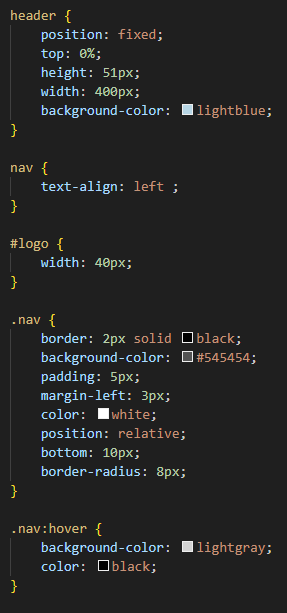 header {
position: fixed;
top: 0%;
height: 51px;
width: 400px;
background-color: lightblue;
}
nav {
text-align: left ;
}
#logo {
width: 40px;
}
.nav {
border: 2px solid black;
background-color: #545454;
padding: 5px;
margin-left: 3px;
color: white;
position: relative;
bottom: 10px;
border-radius: 8px;
}
.nav:hover {
background-color: lightgray;
color: black;
}